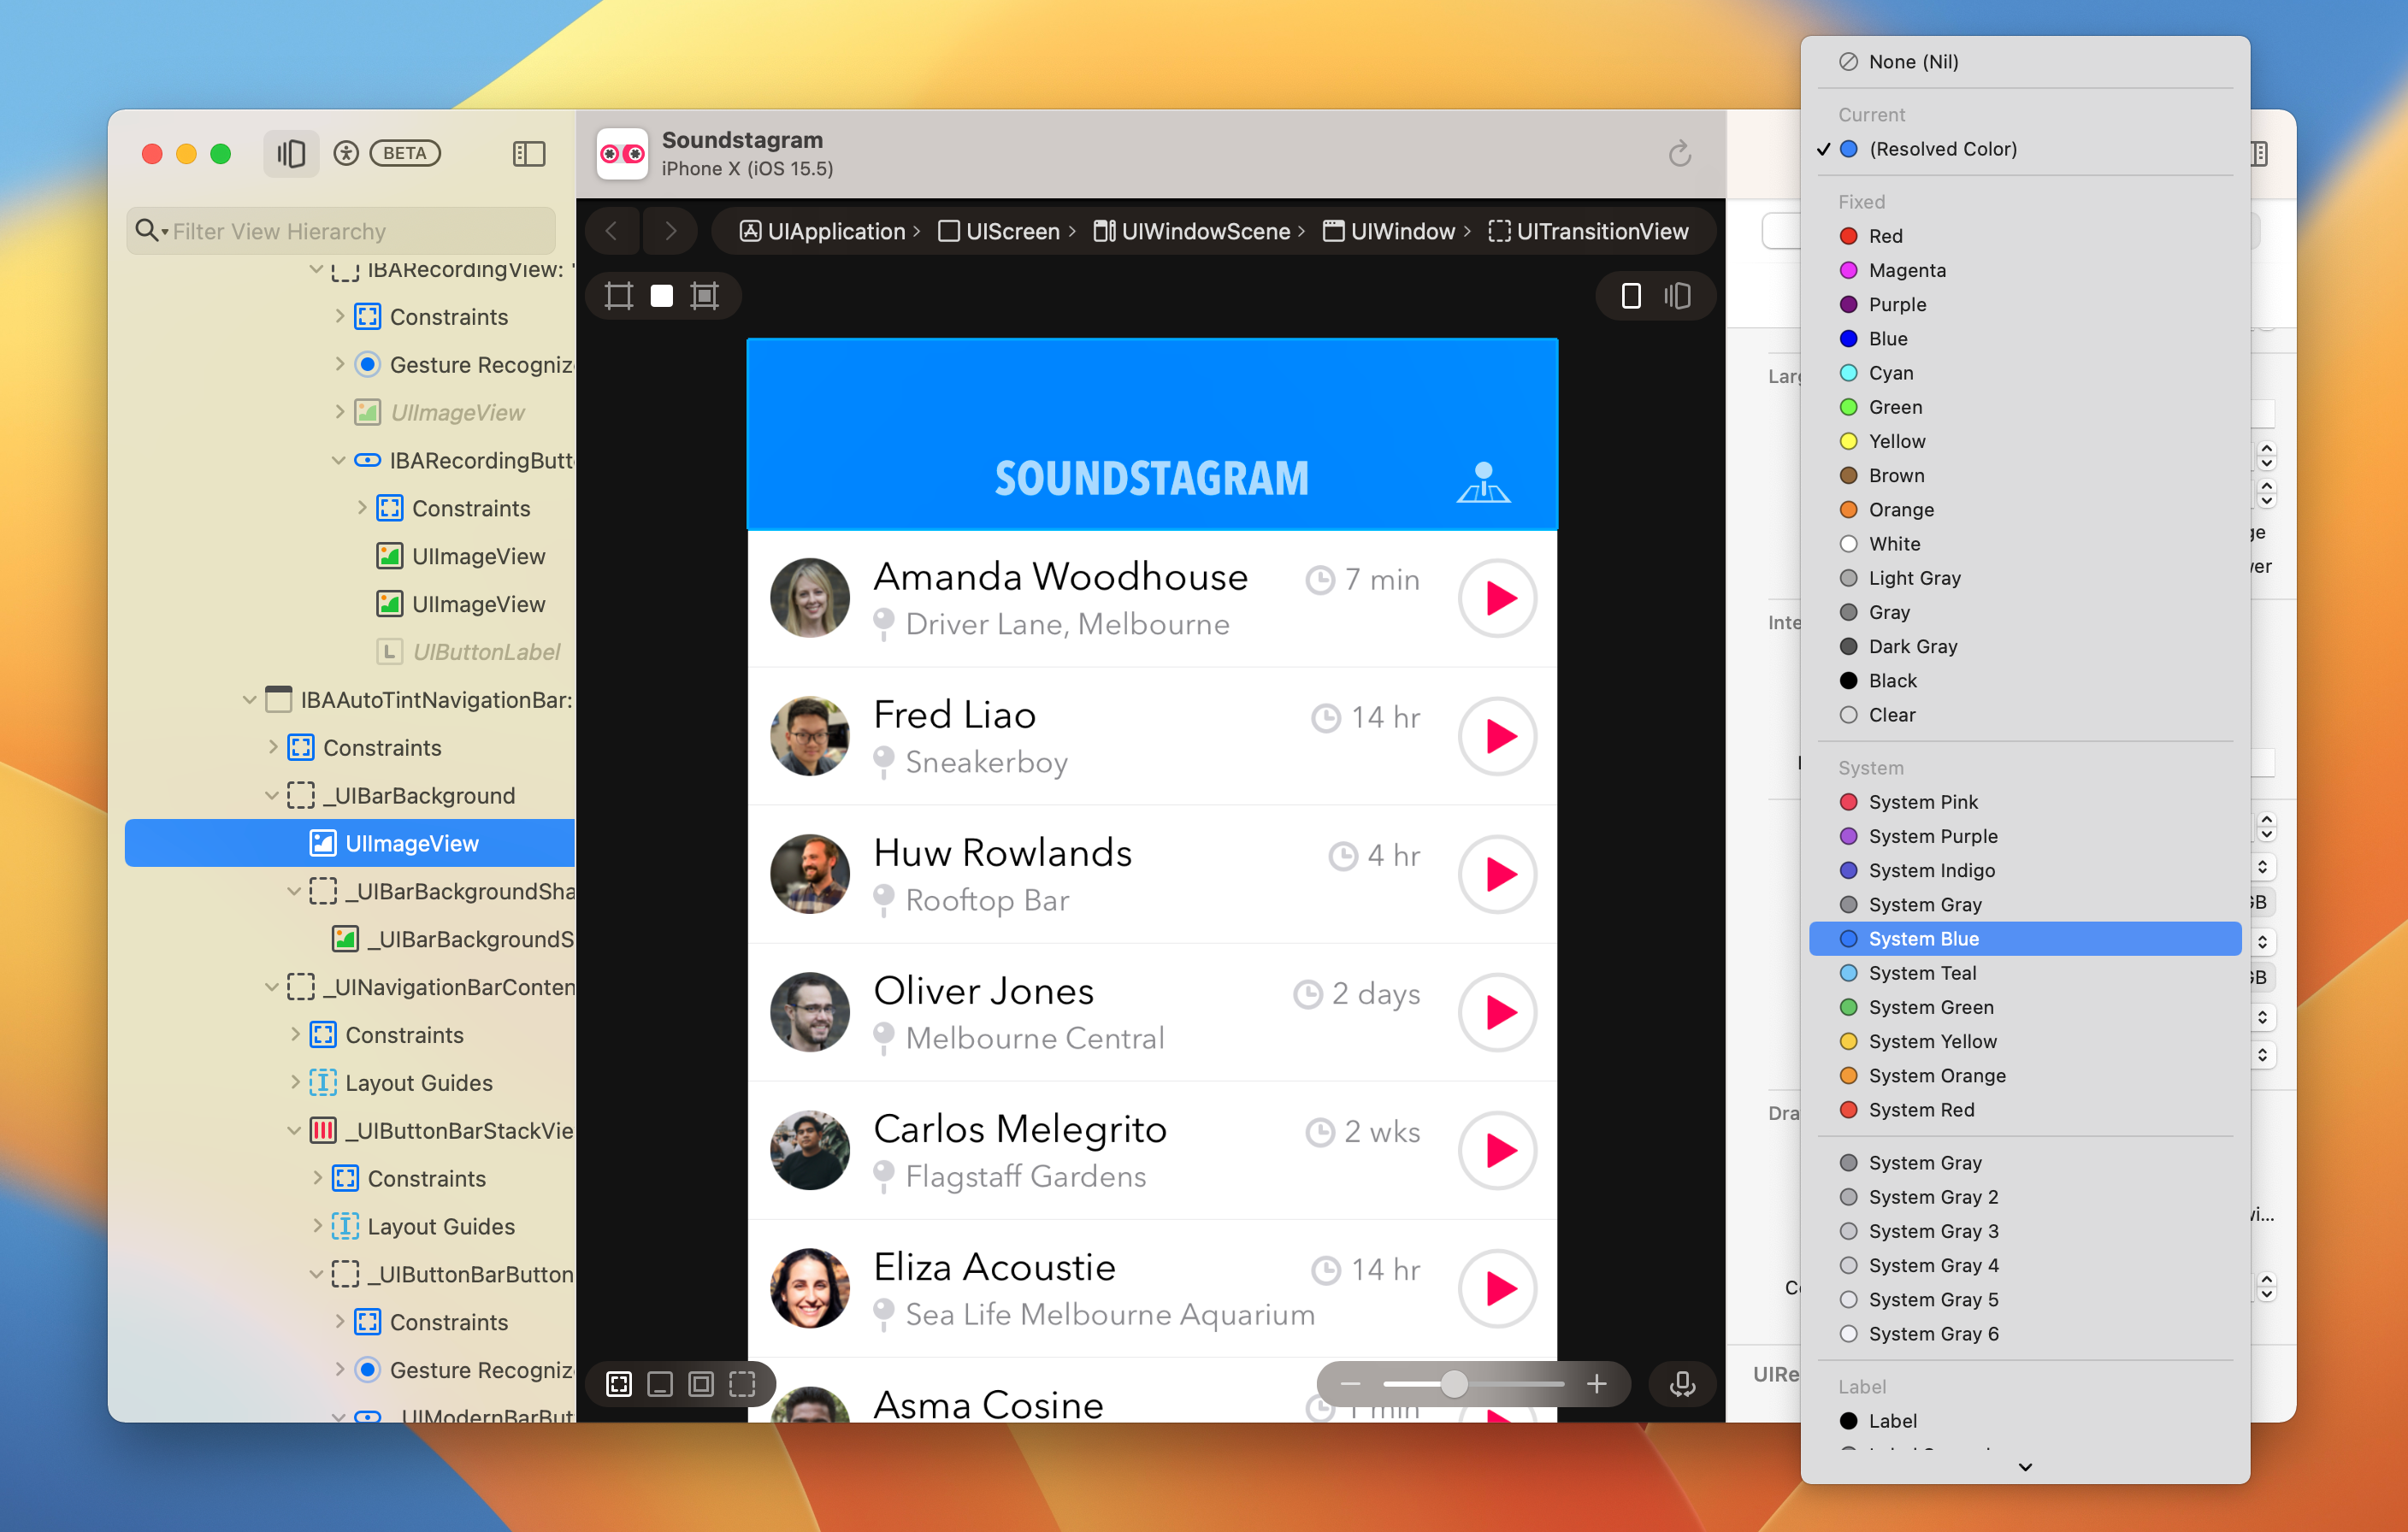 BETA
Filter View Hierarchy
IBARecordingView:
Constraints
Gesture Recogniz
UIImageView
IBARecordingButt
Constraints
UIImageView
UIImageView
L UIButtonLabel
IBAAutoTintNavigationBar:
Constraints
_UIBarBackground
UIImageView
_UIBarBackgroundSha
_UIBarBackgroundS
_UINavigationBarConten
Constraints
Layout Guides
_UIButtonBarStackVie
Constraints
Layout Guides
_UIButtonBarButton
Constraints
Gesture Recogniz
_UIModernBarBut
Soundstagram
iPhone X (iOS 15.5)
UIApplication › UIScreen › UIWindowScene › UIWindow › UITransitionView
SOUNDSTAGRAM
Amanda Woodhouse 7 min
Driver Lane, Melbourne
Fred Liao 14 hr
Sneakerboy
Huw Rowlands 4 hr
Rooftop Bar
Oliver Jones 2 days
Melbourne Central
Carlos Melegrito 2 wks
Flagstaff Gardens
Eliza Acoustie 14 hr
Sea Life Melbourne Aquarium
Asma Cosine 1 min
Larg
Inte
Dra
Co
UIRe
None (Nil)
Current
✓ (Resolved Color)
Fixed
Red
Magenta
Purple
Blue
Cyan
Green
Yellow
Brown
Orange
White
Light Gray
Gray
Dark Gray
Black
Clear
System
System Pink
System Purple
System Indigo
System Gray
System Blue
System Teal
System Green
System Yellow
System Orange
System Red
System Gray
System Gray 2
System Gray 3
System Gray 4
System Gray 5
System Gray 6
Label
Label